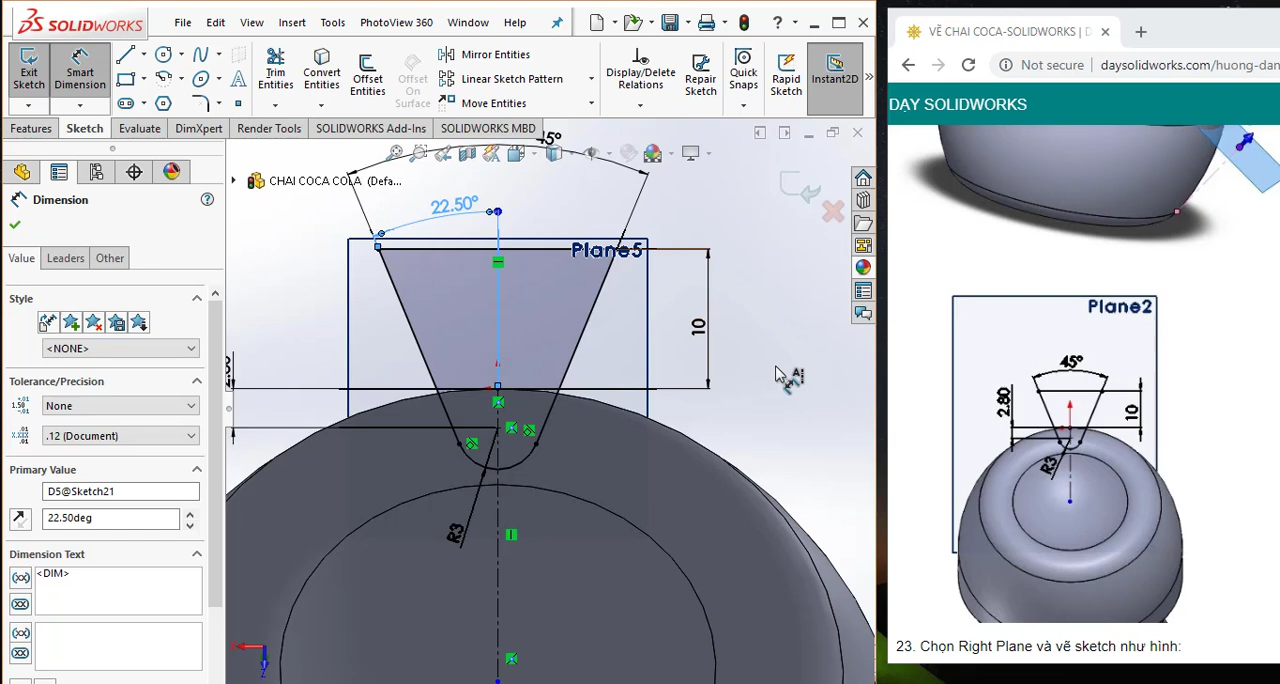 SOLIDWORKS
File Edit View Insert Tools PhotoView 360 Window Help
Exit Sketch
Smart Dimension
Trim Entities
Convert Entities
Offset Entities
Offset On Surface
Mirror Entities
Linear Sketch Pattern
Move Entities
Display/Delete Relations
Repair Sketch
Quick Snaps
Rapid Sketch
Instant2D
Features Sketch Evaluate DimXpert Render Tools SOLIDWORKS Add-Ins SOLIDWORKS MBD
CHAI COCA COLA (Defa...
Dimension
Value Leaders Other
Style
<NONE>
Tolerance/Precision
None
.12 (Document)
Primary Value
D5@Sketch21
22.50deg
Dimension Text
<DIM>
45°
22.50°
Plane5
10
R3
VẼ CHAI COCA-SOLIDWORKS | D
Not secure daysolidworks.com/huong-dan
DAY SOLIDWORKS
Plane2
45°
2.80
10
R3
23. Chọn Right Plane và vẽ sketch như hình: